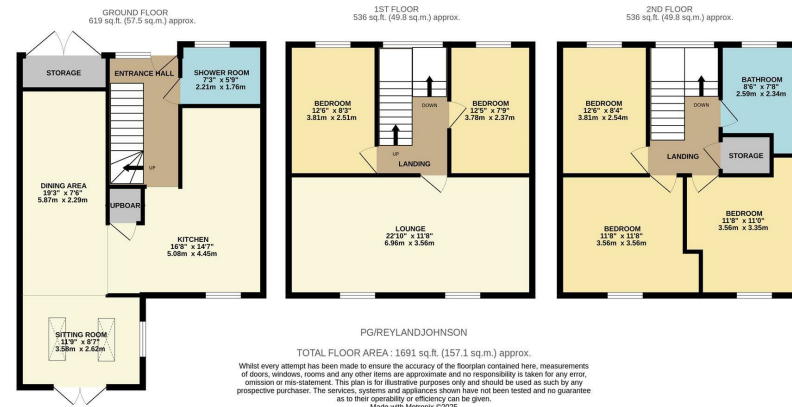 GROUND FLOOR
619 sq.ft. (57.5 sq.m.) approx.
STORAGE
ENTRANCE HALL
SHOWER ROOM
7'3" x 5'9"
2.21m x 1.76m
UP
DINING AREA
19'3" x 7'6"
5.87m x 2.29m
UPBOAR
KITCHEN
16'8" x 14'7"
5.08m x 4.45m
SITTING ROOM
11'9" x 8'7"
3.58m x 2.62m
1ST FLOOR
536 sq.ft. (49.8 sq.m.) approx.
BEDROOM
12'6" x 8'3"
3.81m x 2.51m
DOWN
BEDROOM
12'5" x 7'9"
3.78m x 2.37m
UP
LANDING
LOUNGE
22'10" x 11'8"
6.96m x 3.56m
2ND FLOOR
536 sq.ft. (49.8 sq.m.) approx.
BEDROOM
12'6" x 8'4"
3.81m x 2.54m
DOWN
BATHROOM
8'6" x 7'8"
2.59m x 2.34m
LANDING
STORAGE
BEDROOM
11'8" x 11'8"
3.56m x 3.56m
BEDROOM
11'8" x 11'0"
3.56m x 3.35m
PG/REYLANDJOHNSON
TOTAL FLOOR AREA : 1691 sq.ft. (157.1 sq.m.) approx.
Whilst every attempt has been made to ensure the accuracy of the floorplan contained here, measurements
of doors, windows, rooms and any other items are approximate and no responsibility is taken for any error,
omission or mis-statement. This plan is for illustrative purposes only and should be used as such by any
prospective purchaser. The services, systems and appliances shown have not been tested and no guarantee
as to their operability or efficiency can be given.
Made with Metropix ©2025